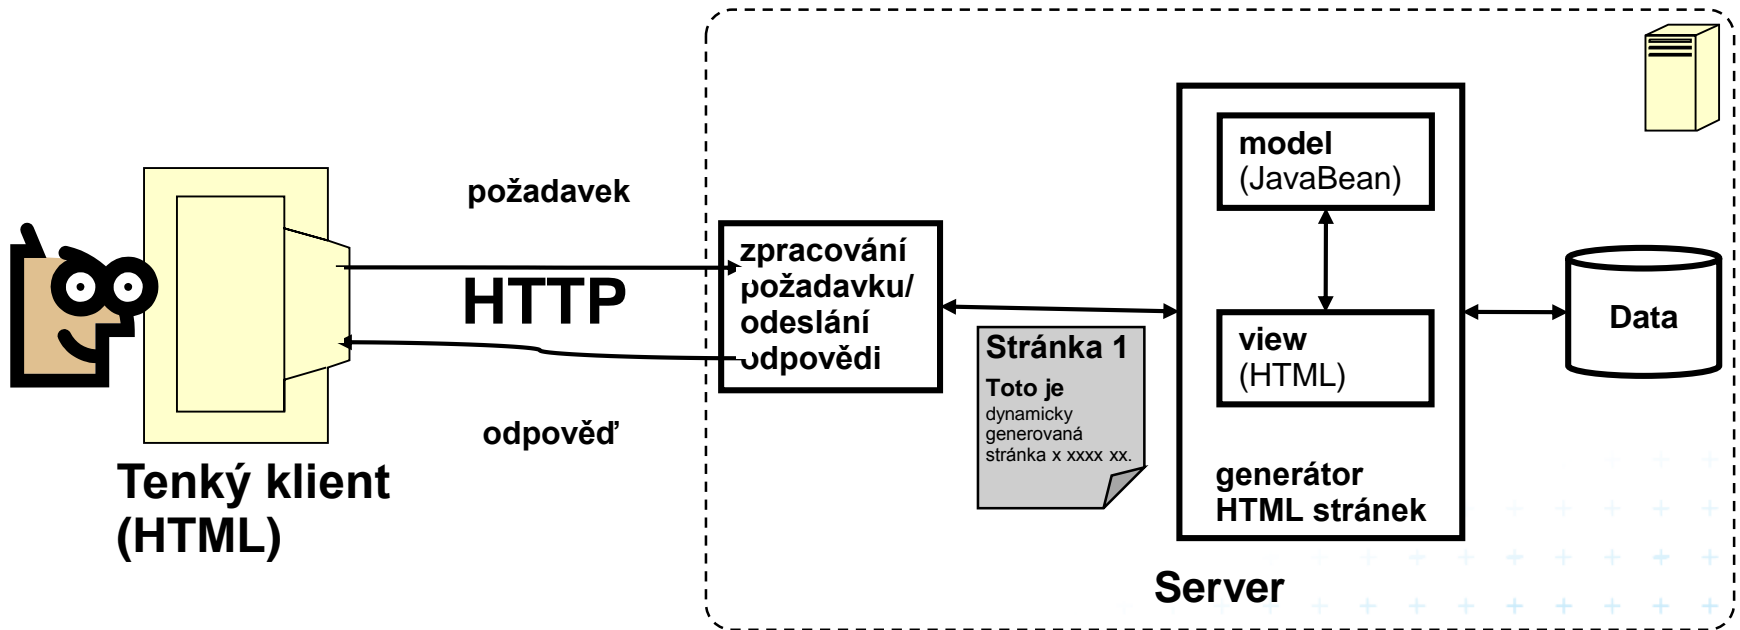 požadavek
HTTP
odpověď
Tenký klient
(HTML)
zpracování
požadavku/
odeslání
odpovědi
Stránka 1
Toto je
dynamicky
generovaná
stránka x xxxx xx.
model
(JavaBean)
view
(HTML)
generátor
HTML stránek
Data
Server